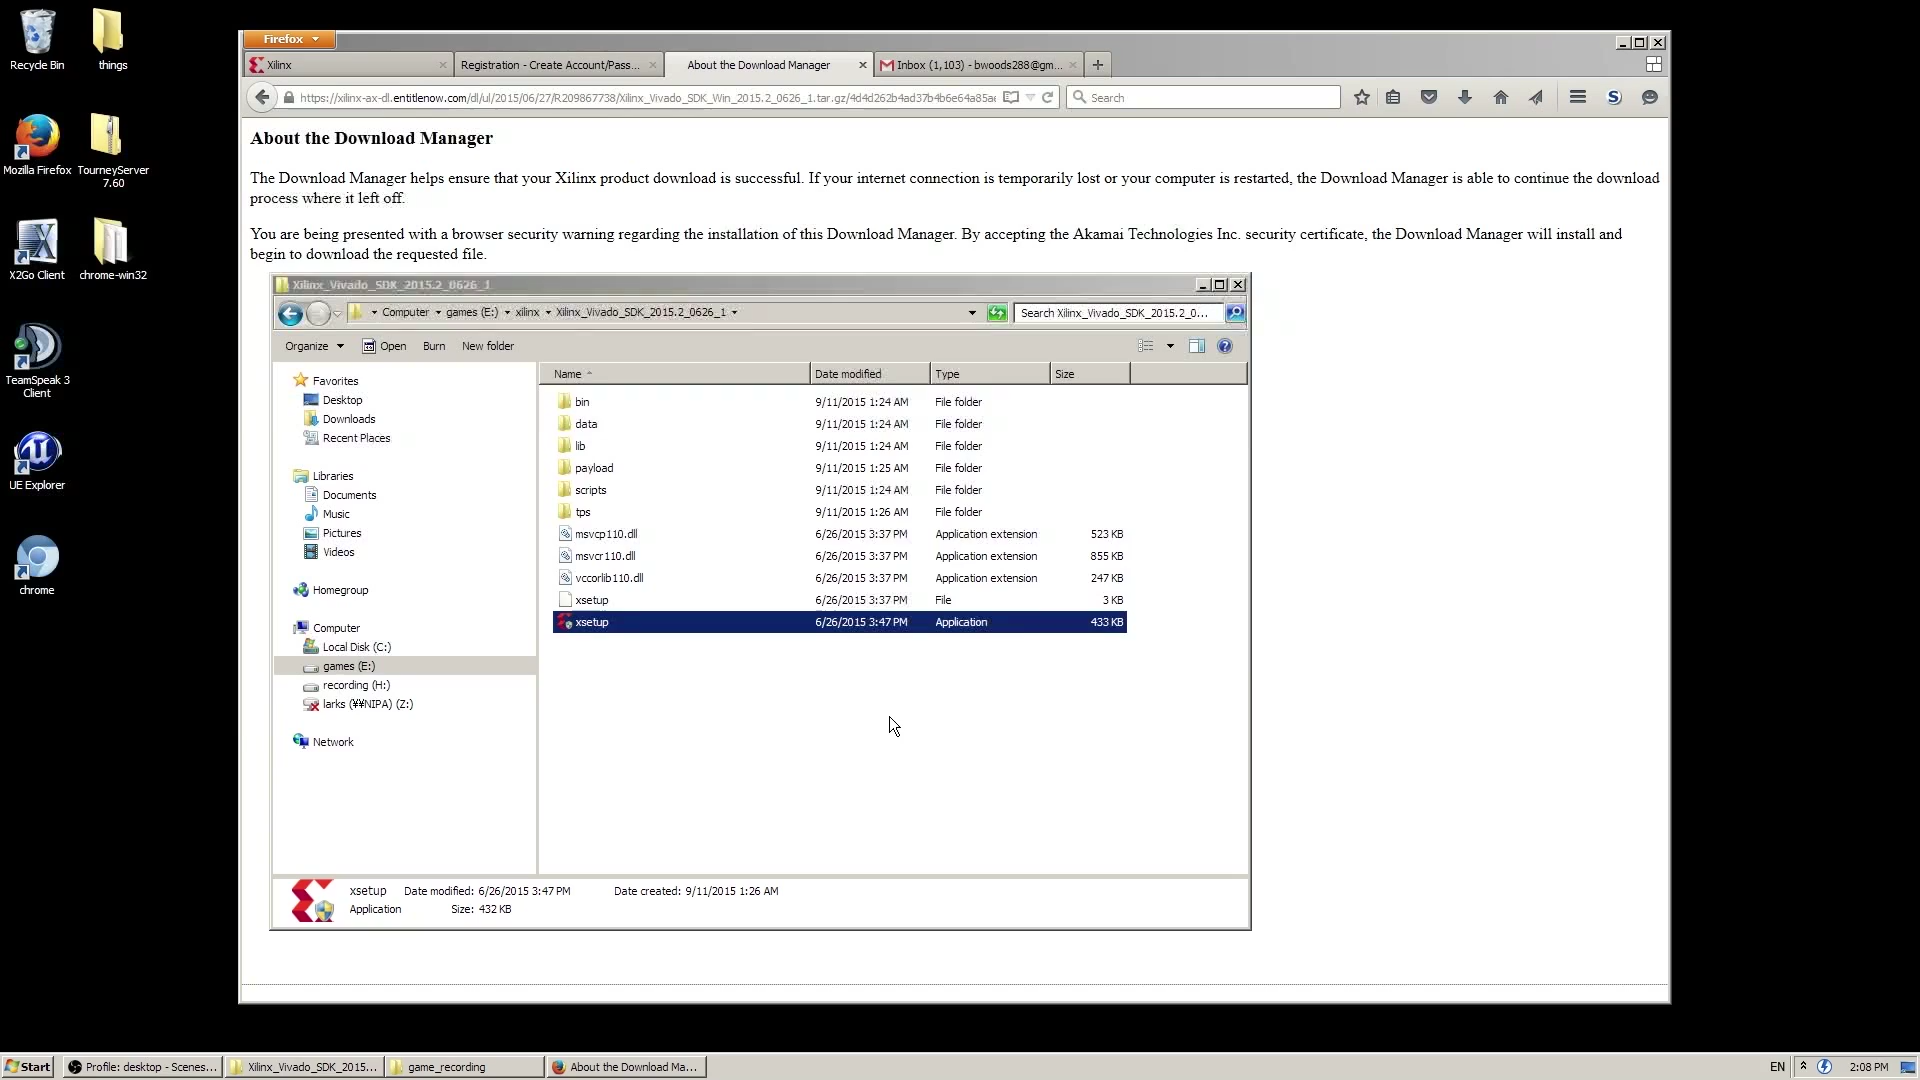 Recycle Bin
things
Mozilla Firefox
TourneyServer
7.60
X2Go Client
chrome-win32
TeamSpeak 3
Client
UE Explorer
chrome
Firefox
Xilinx
Registration - Create Account/Pass...
About the Download Manager
Inbox (1,103) - bwoods288@gm...
https://xilinx-ax-dl.entitlenow.com/dl/ul/2015/06/27/R209867738/Xilinx_Vivado_SDK_Win_2015.2_0626_1.tar.gz/4d4d262b4ad37b4b6e64a85ae
Search
About the Download Manager
The Download Manager helps ensure that your Xilinx product download is successful. If your internet connection is temporarily lost or your computer is restarted, the Download Manager is able to continue the download
process where it left off.
You are being presented with a browser security warning regarding the installation of this Download Manager. By accepting the Akamai Technologies Inc. security certificate, the Download Manager will install and
begin to download the requested file.
Xilinx_Vivado_SDK_2015.2_0626_1
Computer games (E:) xilinx Xilinx_Vivado_SDK_2015.2_0626_1
Search Xilinx_Vivado_SDK_2015.2_0...
Organize Open Burn New folder
Favorites
Desktop
Downloads
Recent Places
Libraries
Documents
Music
Pictures
Videos
Homegroup
Computer
Local Disk (C:)
games (E:)
recording (H:)
larks (¥¥NIPA) (Z:)
Network
Name Date modified Type Size
bin 9/11/2015 1:24 AM File folder
data 9/11/2015 1:24 AM File folder
lib 9/11/2015 1:24 AM File folder
payload 9/11/2015 1:25 AM File folder
scripts 9/11/2015 1:24 AM File folder
tps 9/11/2015 1:26 AM File folder
msvcp110.dll 6/26/2015 3:37 PM Application extension 523 KB
msvcr110.dll 6/26/2015 3:37 PM Application extension 855 KB
vccorlib110.dll 6/26/2015 3:37 PM Application extension 247 KB
xsetup 6/26/2015 3:37 PM File 3 KB
xsetup 6/26/2015 3:47 PM Application 433 KB
xsetup Date modified: 6/26/2015 3:47 PM Date created: 9/11/2015 1:26 AM
Application Size: 432 KB
Start
Profile: desktop - Scenes...
Xilinx_Vivado_SDK_2015...
game_recording
About the Download Ma...
EN
2:08 PM